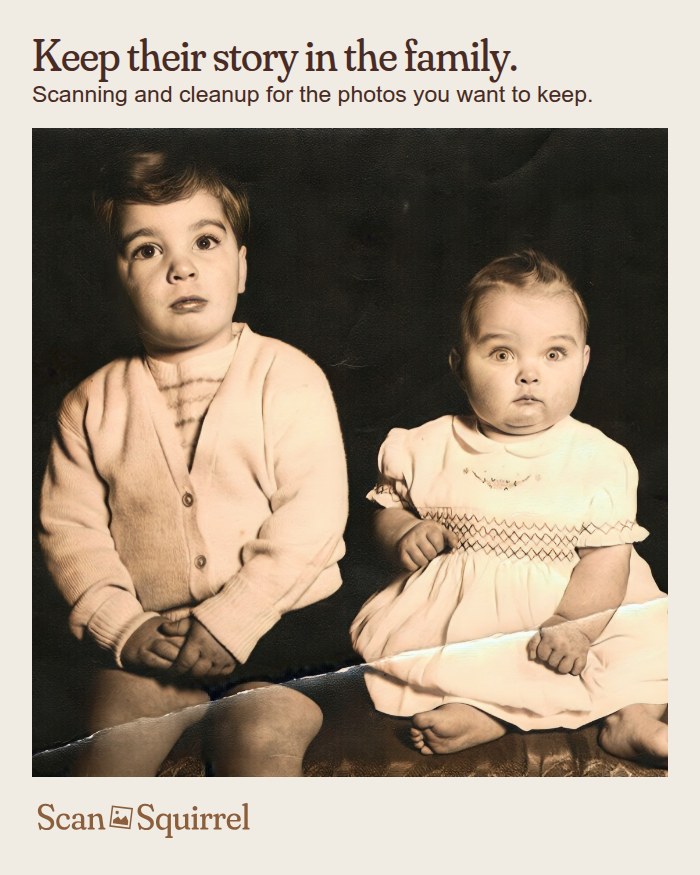 Keep their story in the family.
Scanning and cleanup for the photos you want to keep.
Scan Squirrel